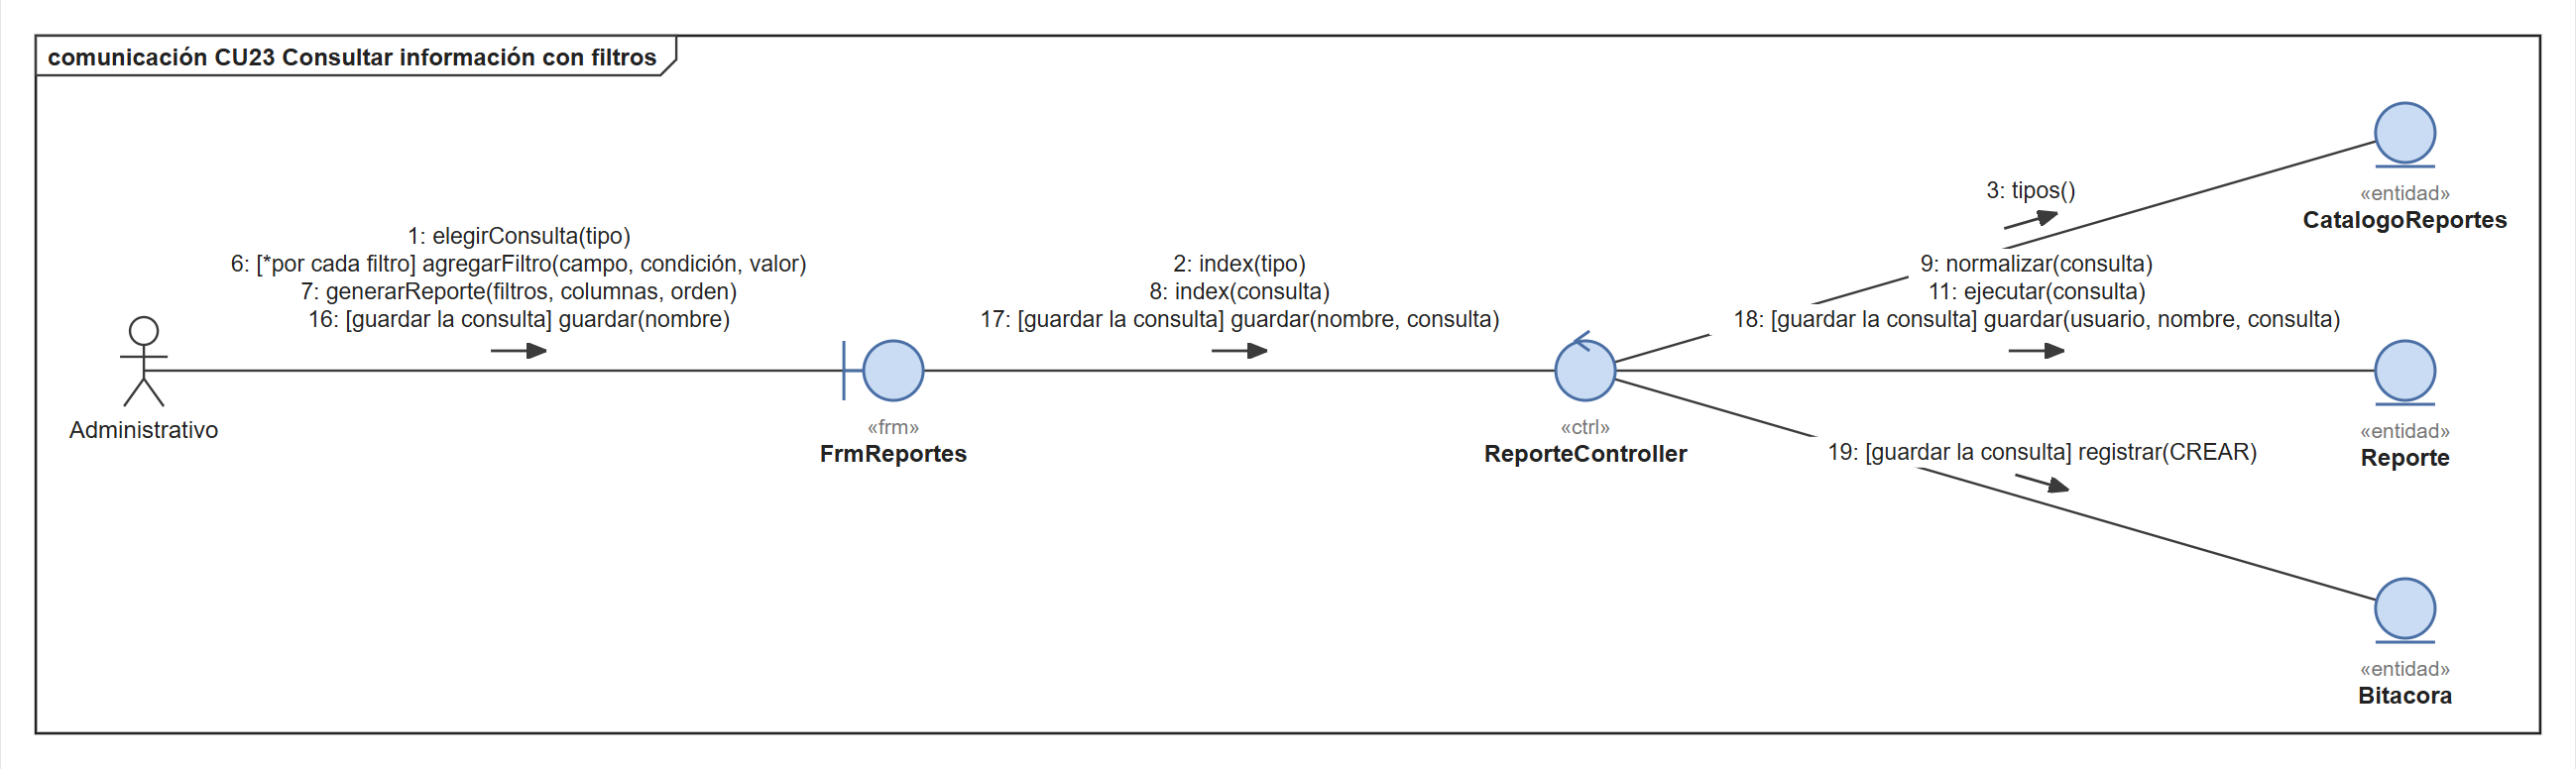 comunicación CU23 Consultar información con filtros
1: elegirConsulta(tipo)
6: [*por cada filtro] agregarFiltro(campo, condición, valor)
7: generarReporte(filtros, columnas, orden)
16: [guardar la consulta] guardar(nombre)
Administrativo
2: index(tipo)
8: index(consulta)
17: [guardar la consulta] guardar(nombre, consulta)
«frm»
FrmReportes
«ctrl»
ReporteController
3: tipos()
«entidad»
CatalogoReportes
9: normalizar(consulta)
11: ejecutar(consulta)
18: [guardar la consulta] guardar(usuario, nombre, consulta)
«entidad»
Reporte
19: [guardar la consulta] registrar(CREAR)
«entidad»
Bitacora